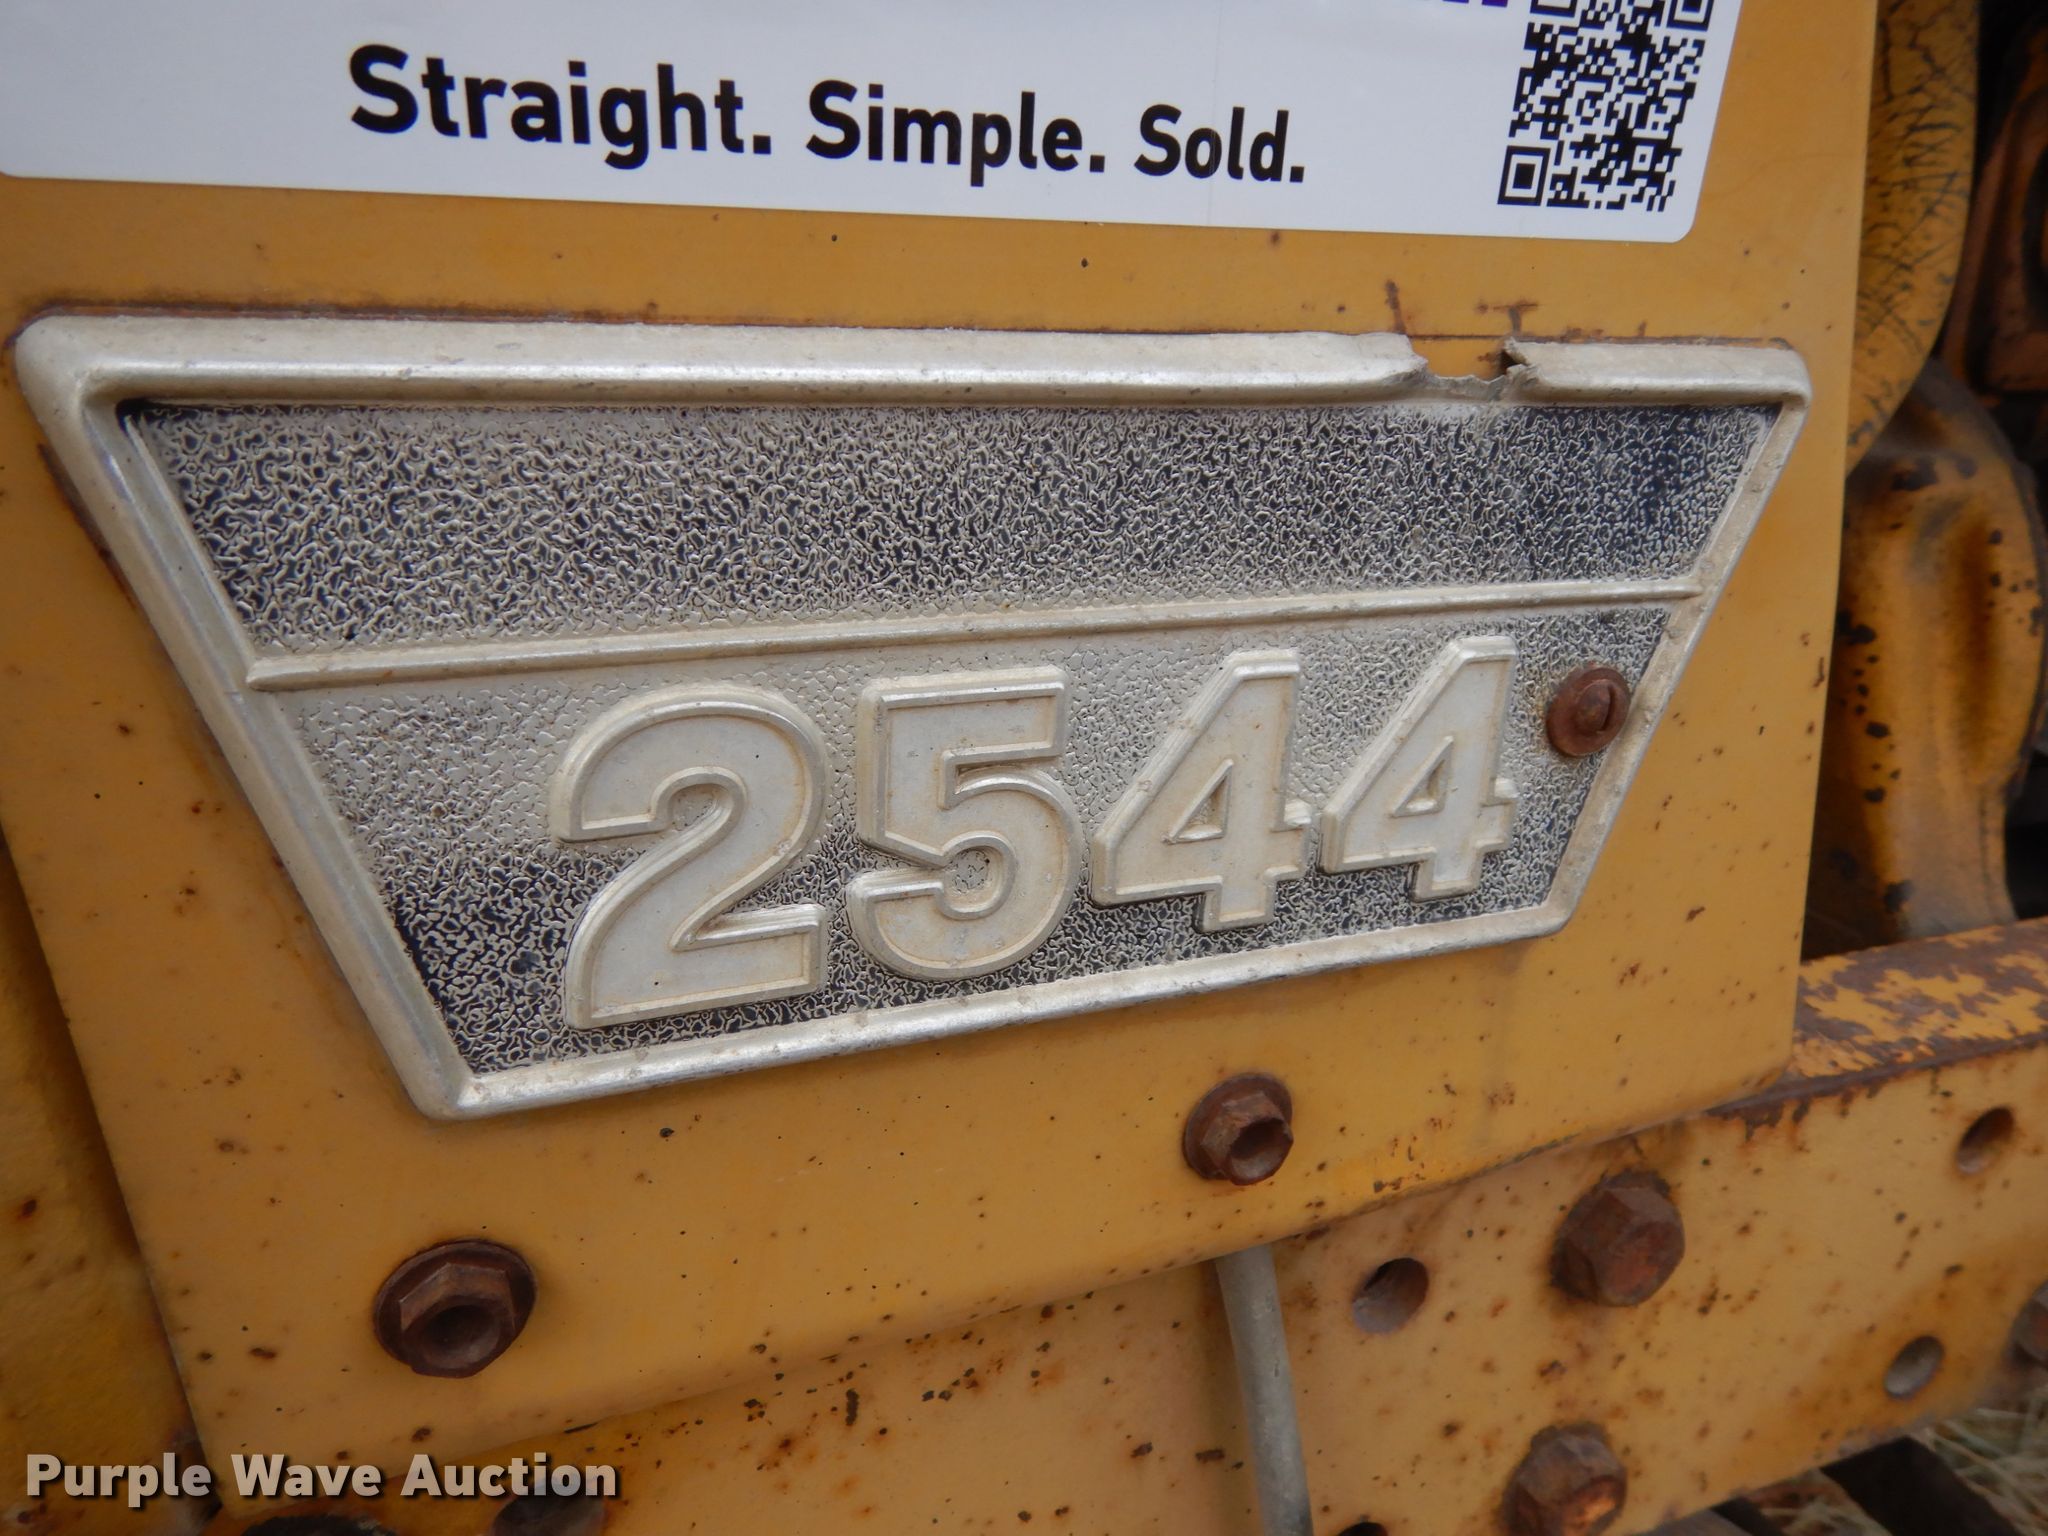 Straight. Simple. Sold.
2544
Purple Wave Auction